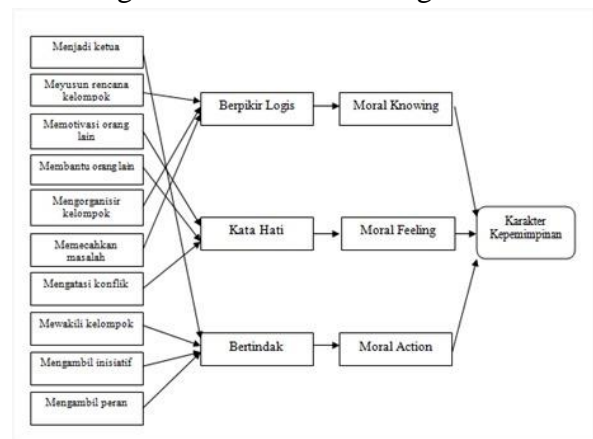 Menjadi ketua
Meyusun rencana
kelompok
Memotivasi orang
lain
Membantu orang lain
Mengorganisir
kelompok
Memecahkan
masalah
Mengatasi konflik
Mewakili kelompok
Mengambil inisiatif
Mengambil peran
Berpikir Logis
Kata Hati
Bertindak
Moral Knowing
Moral Feeling
Moral Action
Karakter
Kepemimpinan